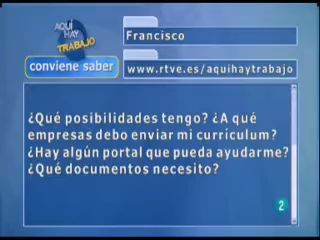 AQUÍ
HAY
TRABAJO
Francisco
conviene saber
www.rtve.es/aquihaytrabajo
¿Qué posibilidades tengo? ¿A qué
empresas debo enviar mi currículum?
¿Hay algún portal que pueda ayudarme?
¿Qué documentos necesito?
2